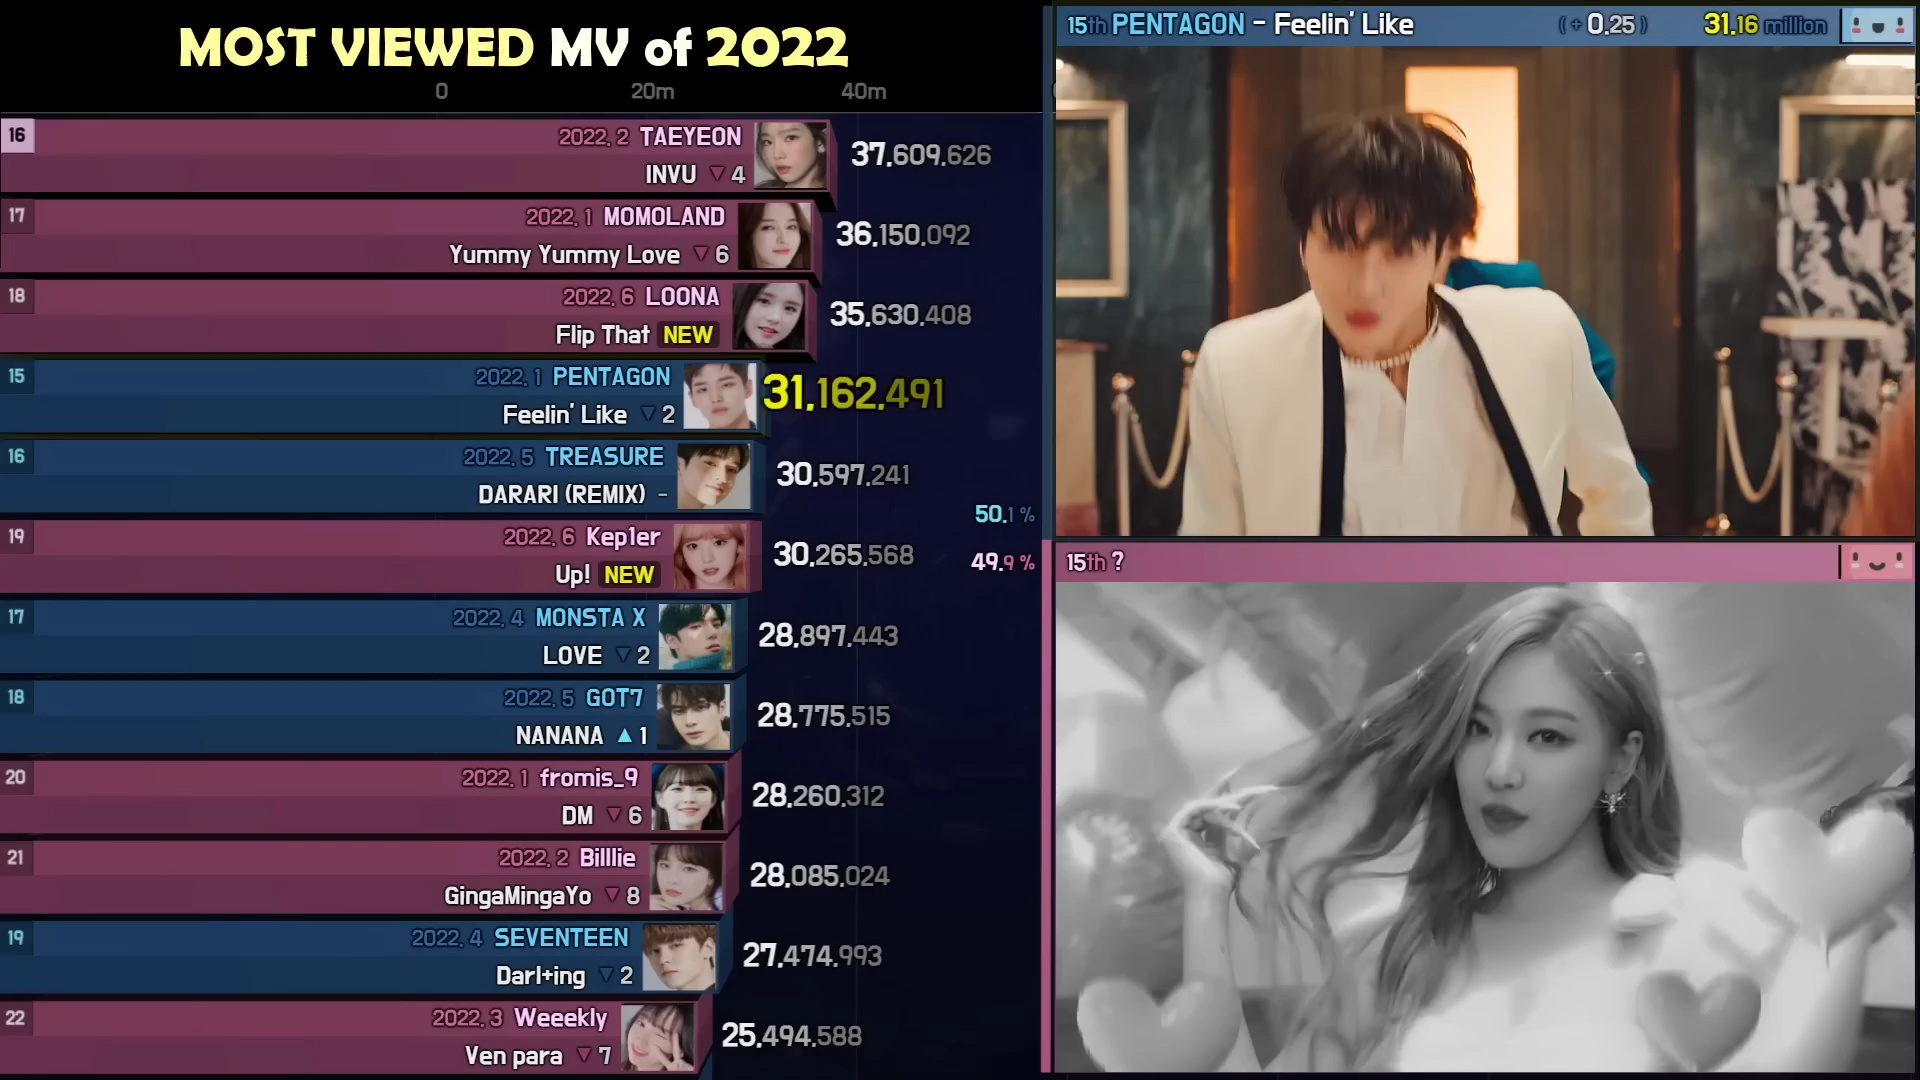 MOST VIEWED MV of 2022
0 20m 40m
16 2022. 2 TAEYEON
INVU ▼ 4
37,609,626
17 2022. 1 MOMOLAND
Yummy Yummy Love ▼ 6
36,150,092
18 2022. 6 LOONA
Flip That NEW
35,630,408
15 2022. 1 PENTAGON
Feelin' Like ▼ 2
31,162,491
16 2022. 5 TREASURE
DARARI (REMIX) -
30,597,241
19 2022. 6 Kep1er
Up! NEW
30,265,568
17 2022. 4 MONSTA X
LOVE ▼ 2
28,897,443
18 2022. 5 GOT7
NANANA ▲ 1
28,775,515
20 2022. 1 fromis_9
DM ▼ 6
28,260,312
21 2022. 2 Billlie
GingaMingaYo ▼ 8
28,085,024
19 2022. 4 SEVENTEEN
Darl+ing ▼ 2
27,474,993
22 2022. 3 Weeekly
Ven para ▼ 7
25,494,588
50.1 %
49.9 %
15th PENTAGON - Feelin' Like (+ 0.25) 31.16 million
15th ?